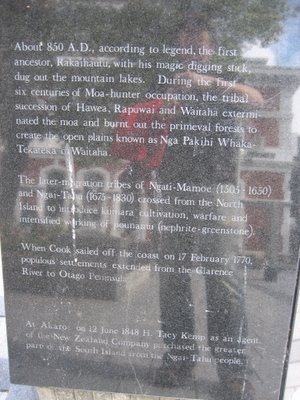 About 850 A.D., according to legend, the first
ancestor, Rakaihautu, with his magic digging stick,
dug out the mountain lakes. During the first
six centuries of Moa-hunter occupation, the tribal
succession of Hawea, Rapuwai and Waitaha extermi-
nated the moa and burnt out the primeval forests to
create the open plains known as Nga Pakihi Whaka-
Tekateka o Waitaha.
The later-migration tribes of Ngati-Mamoe (1505-1650)
and Ngai-Tahu (1675-1830) crossed from the North
Island to introduce kumara cultivation, warfare and
intensified working of pounamu (nephrite-greenstone).
When Cook sailed off the coast on 17 February 1770,
populous settlements extended from the Clarence
River to Otago Peninsula.
At Akaroa on 12 June 1848 H. Tacy Kemp as an agent
of the New Zealand Company purchased the greater
part of the South Island from the Ngai-Tahu people.